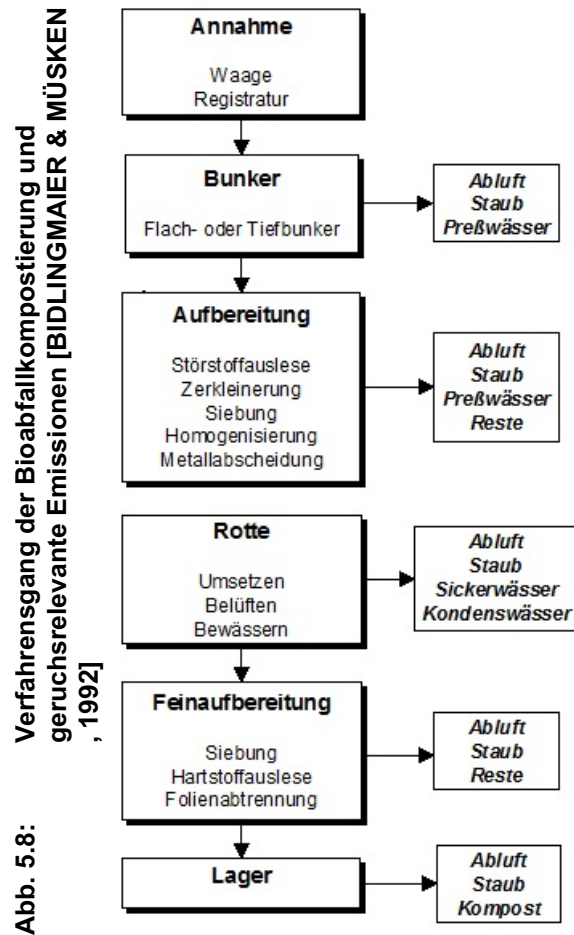 Abb. 5.8: Verfahrensgang der Bioabfallkompostierung und
geruchsrelevante Emissionen [BIDLINGMAIER & MÜSKEN
, 1992]
Annahme
Waage
Registratur
Bunker
Flach- oder Tiefbunker
Abluft
Staub
Preßwässer
Aufbereitung
Störstoffauslese
Zerkleinerung
Siebung
Homogenisierung
Metallabscheidung
Abluft
Staub
Preßwässer
Reste
Rotte
Umsetzen
Belüften
Bewässern
Abluft
Staub
Sickerwässer
Kondenswässer
Feinaufbereitung
Siebung
Hartstoffauslese
Folienabtrennung
Abluft
Staub
Reste
Lager
Abluft
Staub
Kompost